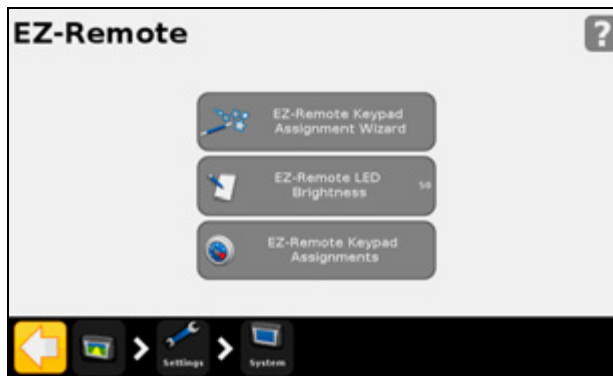 EZ-Remote
?
EZ-Remote Keypad
Assignment Wizard
EZ-Remote LED
Brightness
50
EZ-Remote Keypad
Assignments
Settings
System